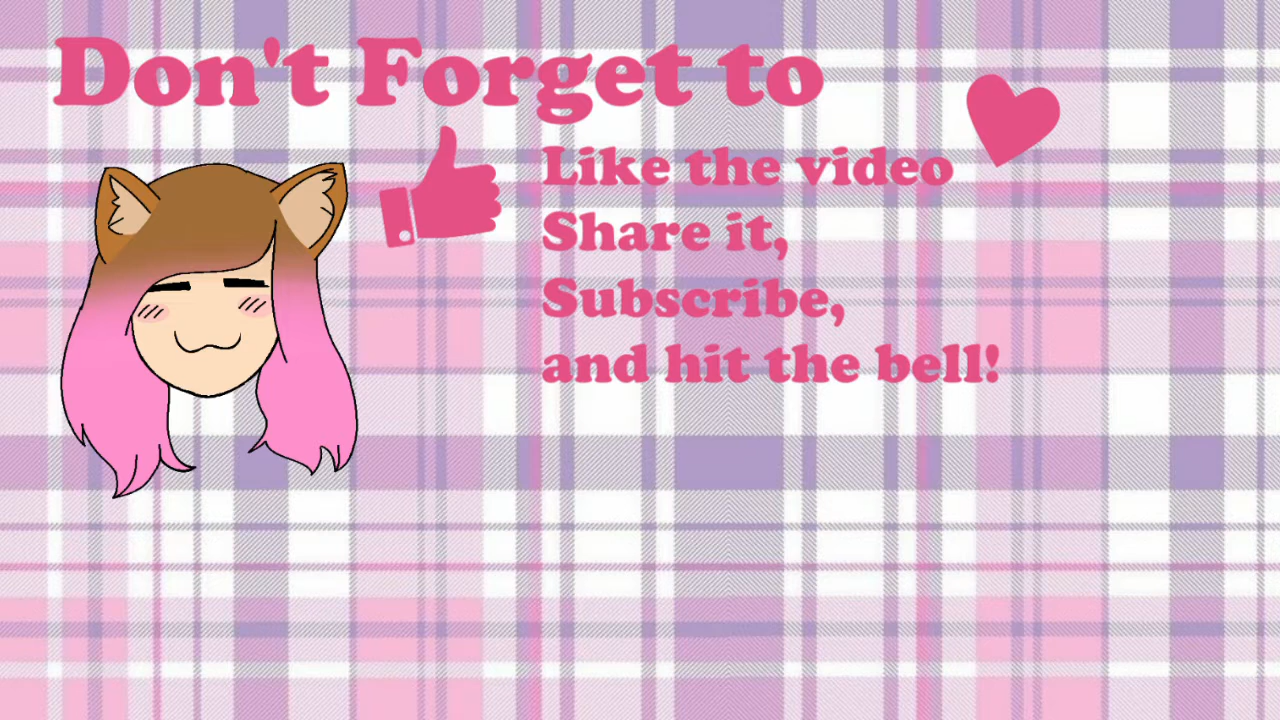 Don't Forget to
Like the video
Share it,
Subscribe,
and hit the bell!